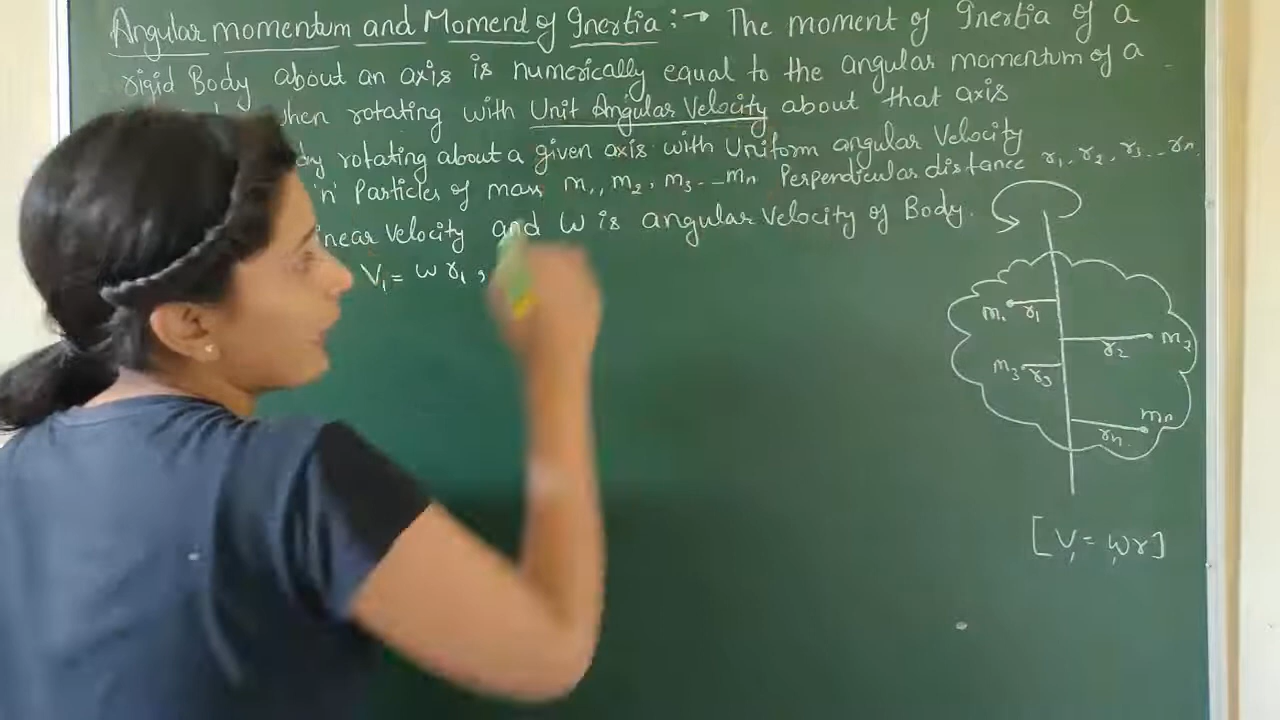 Angular momentum and Moment of Inertia :→ The moment of Inertia of a
rigid Body about an axis is numerically equal to the angular momentum of a
when rotating with Unit Angular Velocity about that axis
rotating about a given axis with Uniform angular Velocity
'n' Particles of mass m₁, m₂, m₃ -- mₙ Perpendicular distance r₁, r₂, r₃ -- rₙ.
Velocity and ω is angular Velocity of Body.
V₁ = ω r₁,
m₁ r₁
r₂ m₂
m₃ r₃
mₙ
rₙ
[V = ωr]